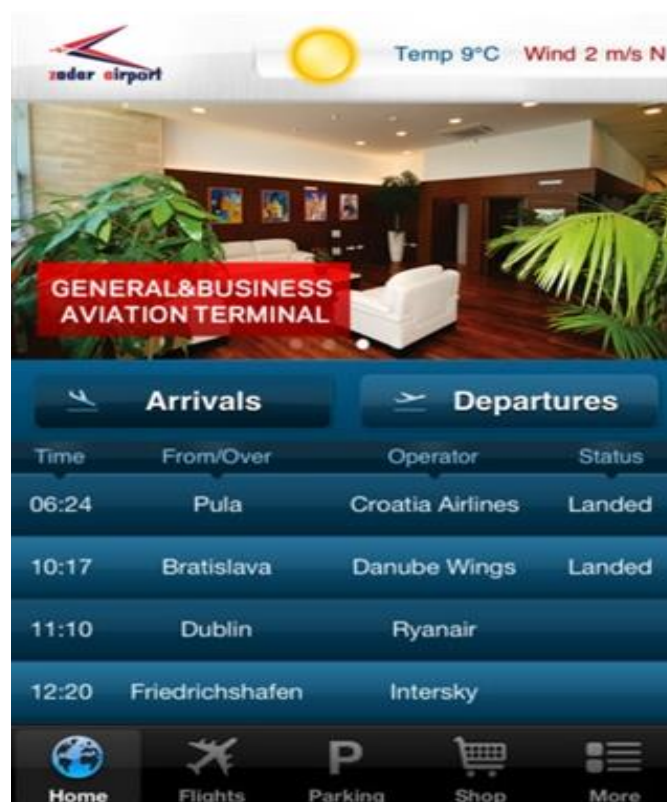 zadar airport
Temp 9°C Wind 2 m/s N
GENERAL&BUSINESS
AVIATION TERMINAL
Arrivals Departures
Time From/Over Operator Status
06:24 Pula Croatia Airlines Landed
10:17 Bratislava Danube Wings Landed
11:10 Dublin Ryanair
12:20 Friedrichshafen Intersky
P
Home Flights Parking Shop More